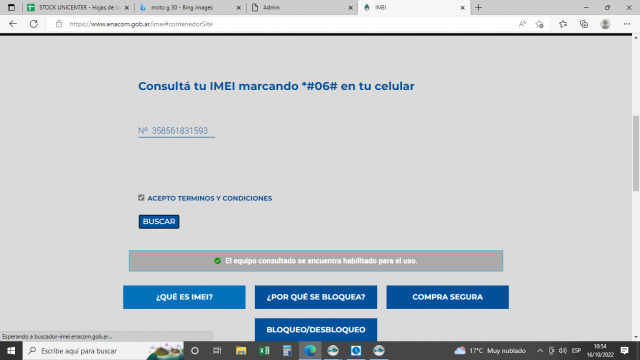 STOCK UNICENTER - Hojas de c
moto g 30 - Bing images
Admin
IMEI
https://www.enacom.gob.ar/imei#contenedorSite
Consultá tu IMEI marcando *#06# en tu celular
Nº 358561831593
ACEPTO TERMINOS Y CONDICIONES
BUSCAR
El equipo consultado se encuentra habilitado para el uso.
¿QUÉ ES IMEI?
¿POR QUÉ SE BLOQUEA?
COMPRA SEGURA
BLOQUEO/DESBLOQUEO
Esperando a buscador-imei.enacom.gob.ar...
Escribe aquí para buscar
17°C Muy nublado
ESP
10:54
16/10/2022